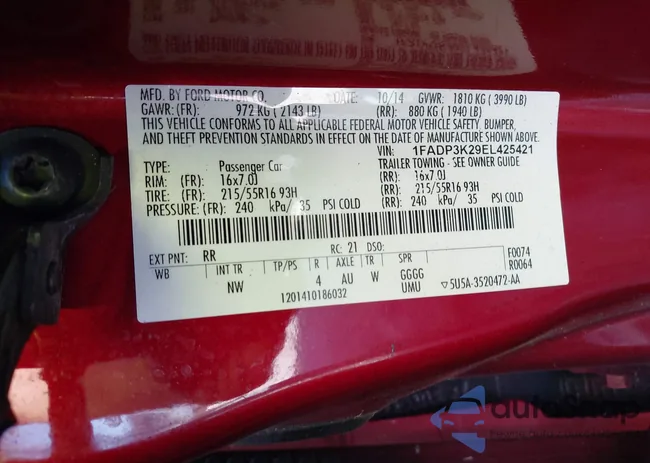 MFD. BY FORD MOTOR CO. DATE: 10/14 GVWR: 1810 KG ( 3990 LB)
GAWR: (FR): 972 KG ( 2143 LB) (RR): 880 KG ( 1940 LB)
THIS VEHICLE CONFORMS TO ALL APPLICABLE FEDERAL MOTOR VEHICLE SAFETY, BUMPER,
AND THEFT PREVENTION STANDARDS IN EFFECT ON THE DATE OF MANUFACTURE SHOWN ABOVE.
VIN: 1FADP3K29EL425421
TYPE: Passenger Car TRAILER TOWING - SEE OWNER GUIDE
RIM: (FR) 16x7.0J (RR): 16x7.0J
TIRE: (FR) 215/55R16 93H (RR): 215/55R16 93H
PRESSURE: (FR) 240 kPa/ 35 PSI COLD (RR): 240 kPa/ 35 PSI COLD
EXT PNT: RR RC: 21 DSO: F0074
WB INT TR TP/PS R AXLE TR SPR R0064
NW 4 AU W GGGG
1201410186032 UMU ▽5U5A-3520472-AA